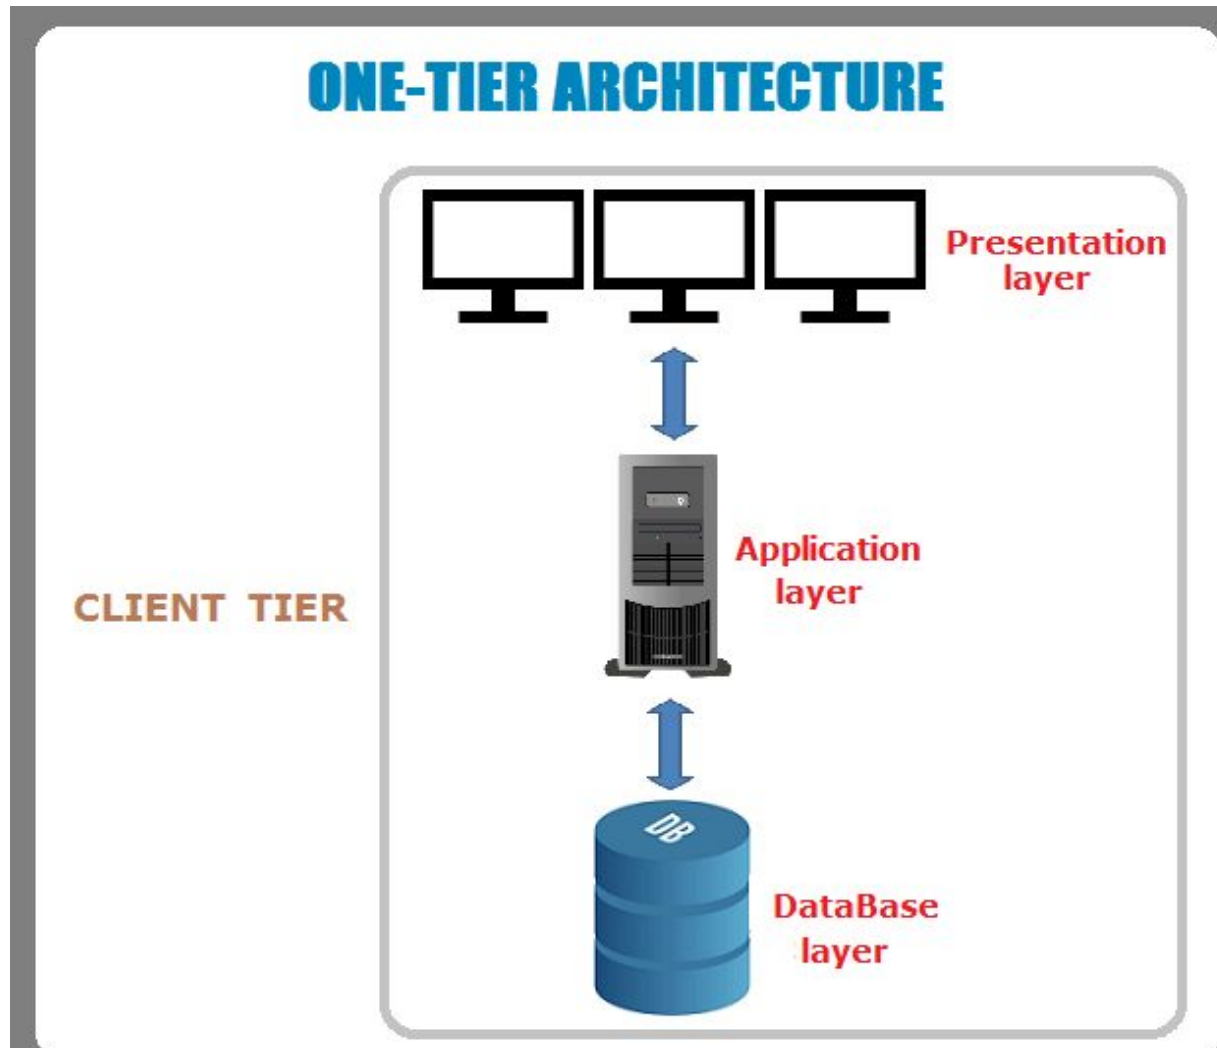 ONE-TIER ARCHITECTURE
Presentation
layer
Application
layer
CLIENT TIER
DB
DataBase
layer